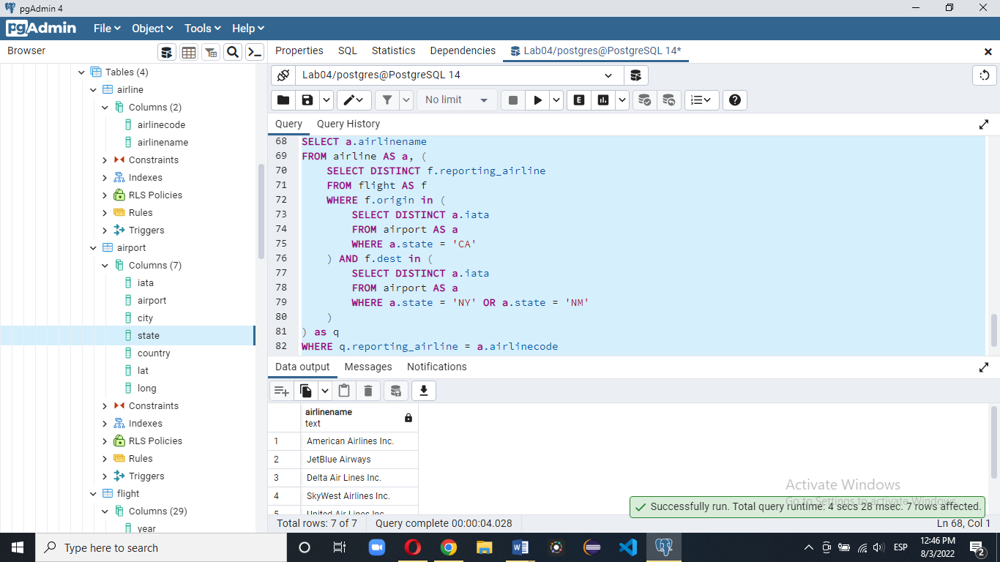 pgAdmin 4
pgAdmin File Object Tools Help
Browser
Properties SQL Statistics Dependencies Lab04/postgres@PostgreSQL 14*
Tables (4)
airline
Columns (2)
airlinecode
airlinename
Constraints
Indexes
RLS Policies
Rules
Triggers
airport
Columns (7)
iata
airport
city
state
country
lat
long
Constraints
Indexes
RLS Policies
Rules
Triggers
flight
Columns (29)
year
Lab04/postgres@PostgreSQL 14
No limit
E
Query Query History
68 SELECT a.airlinename
69 FROM airline AS a, (
70 SELECT DISTINCT f.reporting_airline
71 FROM flight AS f
72 WHERE f.origin in (
73 SELECT DISTINCT a.iata
74 FROM airport AS a
75 WHERE a.state = 'CA'
76 ) AND f.dest in (
77 SELECT DISTINCT a.iata
78 FROM airport AS a
79 WHERE a.state = 'NY' OR a.state = 'NM'
80 )
81 ) as q
82 WHERE q.reporting_airline = a.airlinecode
Data output Messages Notifications
airlinename
text
1 American Airlines Inc.
2 JetBlue Airways
3 Delta Air Lines Inc.
4 SkyWest Airlines Inc.
5 United Air Lines Inc.
Activate Windows
Go to Settings to activate Windows.
Successfully run. Total query runtime: 4 secs 28 msec. 7 rows affected.
Total rows: 7 of 7 Query complete 00:00:04.028 Ln 68, Col 1
Type here to search
ESP
12:46 PM
8/3/2022
2